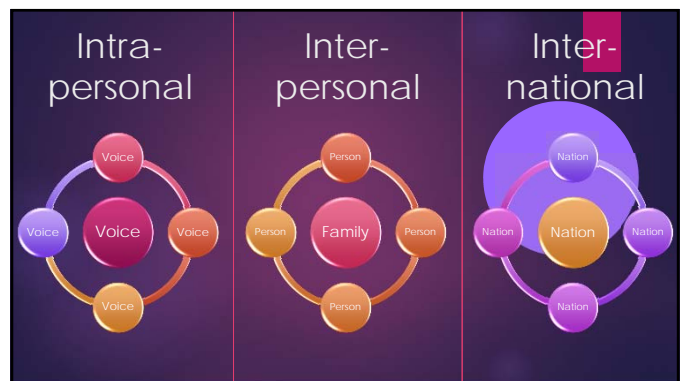 Intra-
personal
Voice
Voice
Voice
Voice
Voice
Inter-
personal
Person
Person
Family
Person
Person
Inter-
national
Nation
Nation
Nation
Nation
Nation